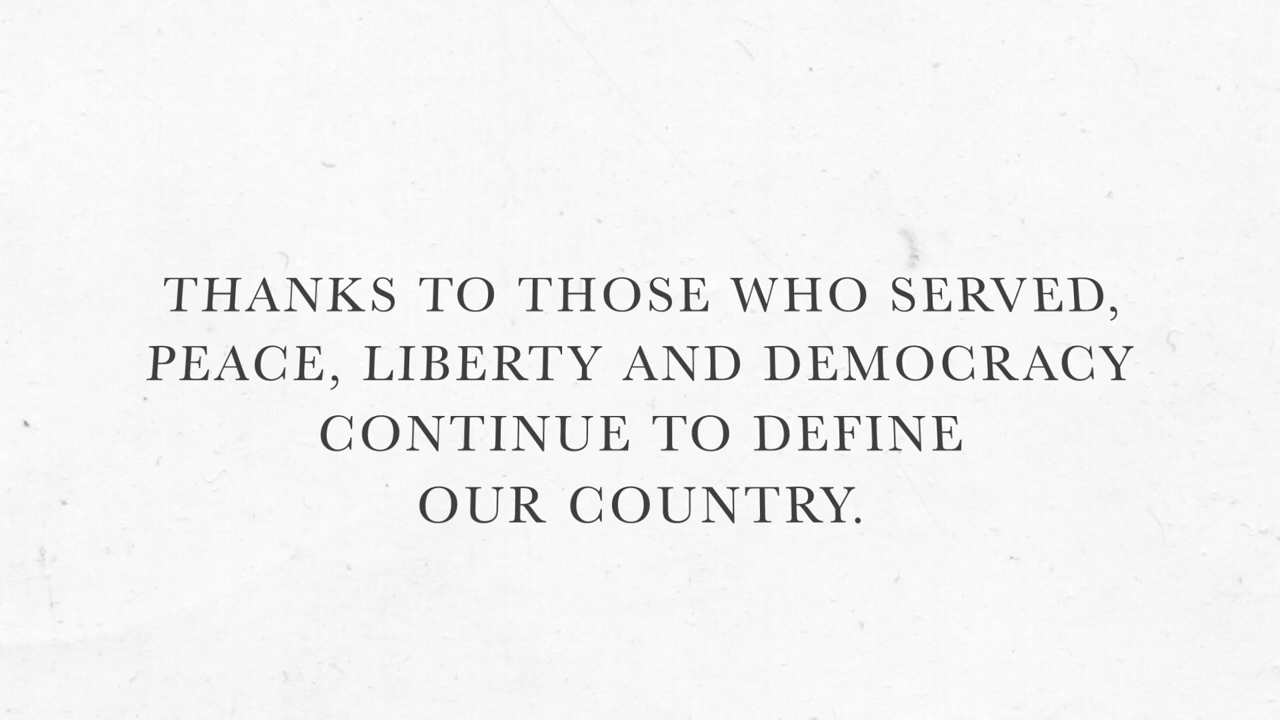 THANKS TO THOSE WHO SERVED,
PEACE, LIBERTY AND DEMOCRACY
CONTINUE TO DEFINE
OUR COUNTRY.